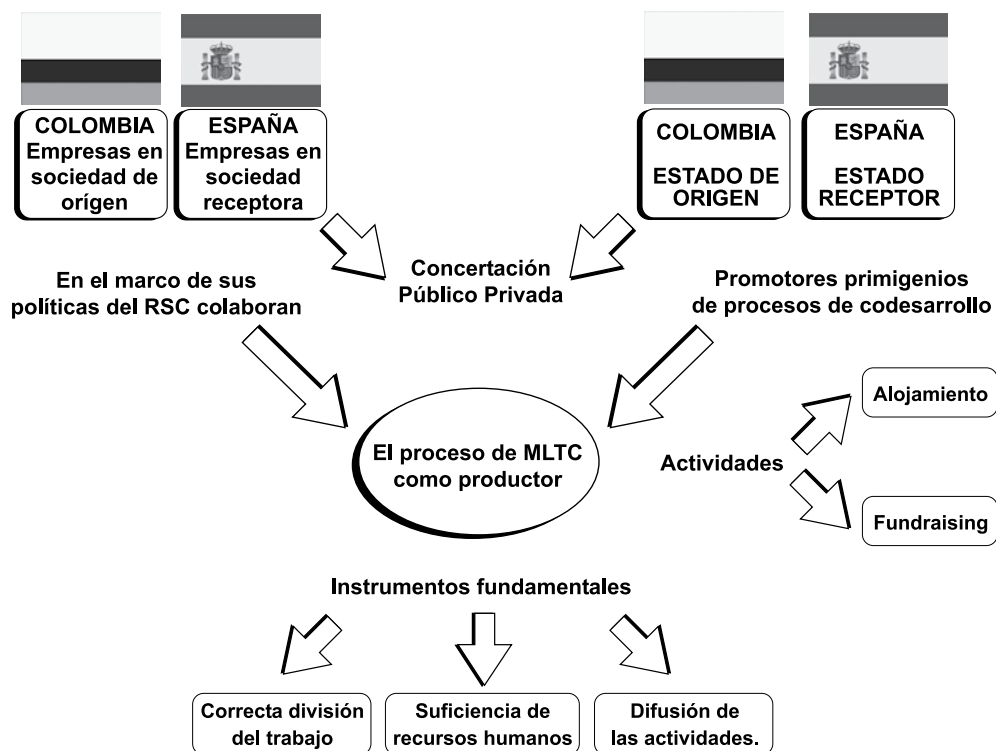 COLOMBIA
Empresas en
sociedad de
orígen
ESPAÑA
Empresas en
sociedad
receptora
COLOMBIA
ESTADO DE
ORIGEN
ESPAÑA
ESTADO
RECEPTOR
En el marco de sus
políticas del RSC colaboran
Concertación
Público Privada
Promotores primigenios
de procesos de codesarrollo
El proceso de MLTC
como productor
Actividades
Alojamiento
Fundraising
Instrumentos fundamentales
Correcta división
del trabajo
Suficiencia de
recursos humanos
Difusión de
las actividades.